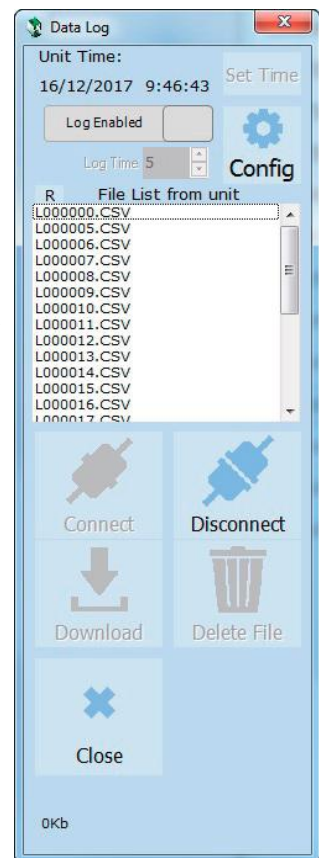 Data Log
Unit Time:
16/12/2017 9:46:43
Set Time
Log Enabled
Log Time 5
Config
R File List from unit
L000000.CSV
L000005.CSV
L000006.CSV
L000007.CSV
L000008.CSV
L000009.CSV
L000010.CSV
L000011.CSV
L000012.CSV
L000013.CSV
L000014.CSV
L000015.CSV
L000016.CSV
L000017.CSV
Connect Disconnect
Download Delete File
Close
0Kb